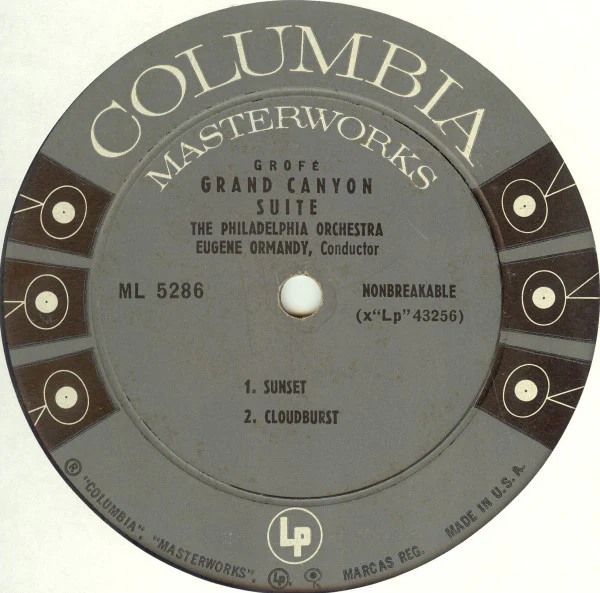 COLUMBIA
MASTERWORKS
GROFÉ
GRAND CANYON
SUITE
THE PHILADELPHIA ORCHESTRA
EUGENE ORMANDY, Conductor
ML 5286
NONBREAKABLE
(x"Lp" 43256)
1. SUNSET
2. CLOUDBURST
Lp
® "COLUMBIA", "MASTERWORKS", Lp, MARCAS REG. MADE IN U.S.A.